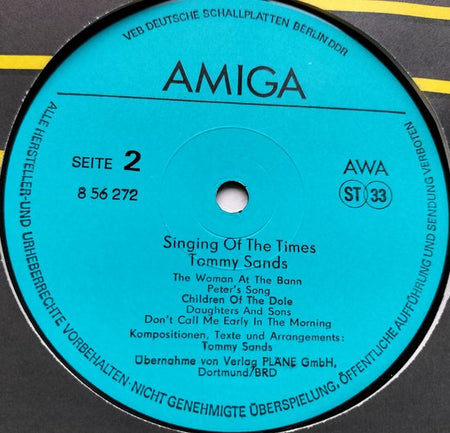 VEB DEUTSCHE SCHALLPLATTEN BERLIN DDR
AMIGA
SEITE 2
8 56 272
AWA
ST 33
Singing Of The Times
Tommy Sands
The Woman At The Bann
Peter's Song
Children Of The Dole
Daughters And Sons
Don't Call Me Early In The Morning
Kompositionen, Texte und Arrangements:
Tommy Sands
Übernahme von Verlag PLÄNE GmbH,
Dortmund/BRD
ALLE HERSTELLER-UND URHEBERRECHTE VORBEHALTEN·NICHT GENEHMIGTE ÜBERSPIELUNG, ÖFFENTLICHE AUFFÜHRUNG UND SENDUNG VERBOTEN